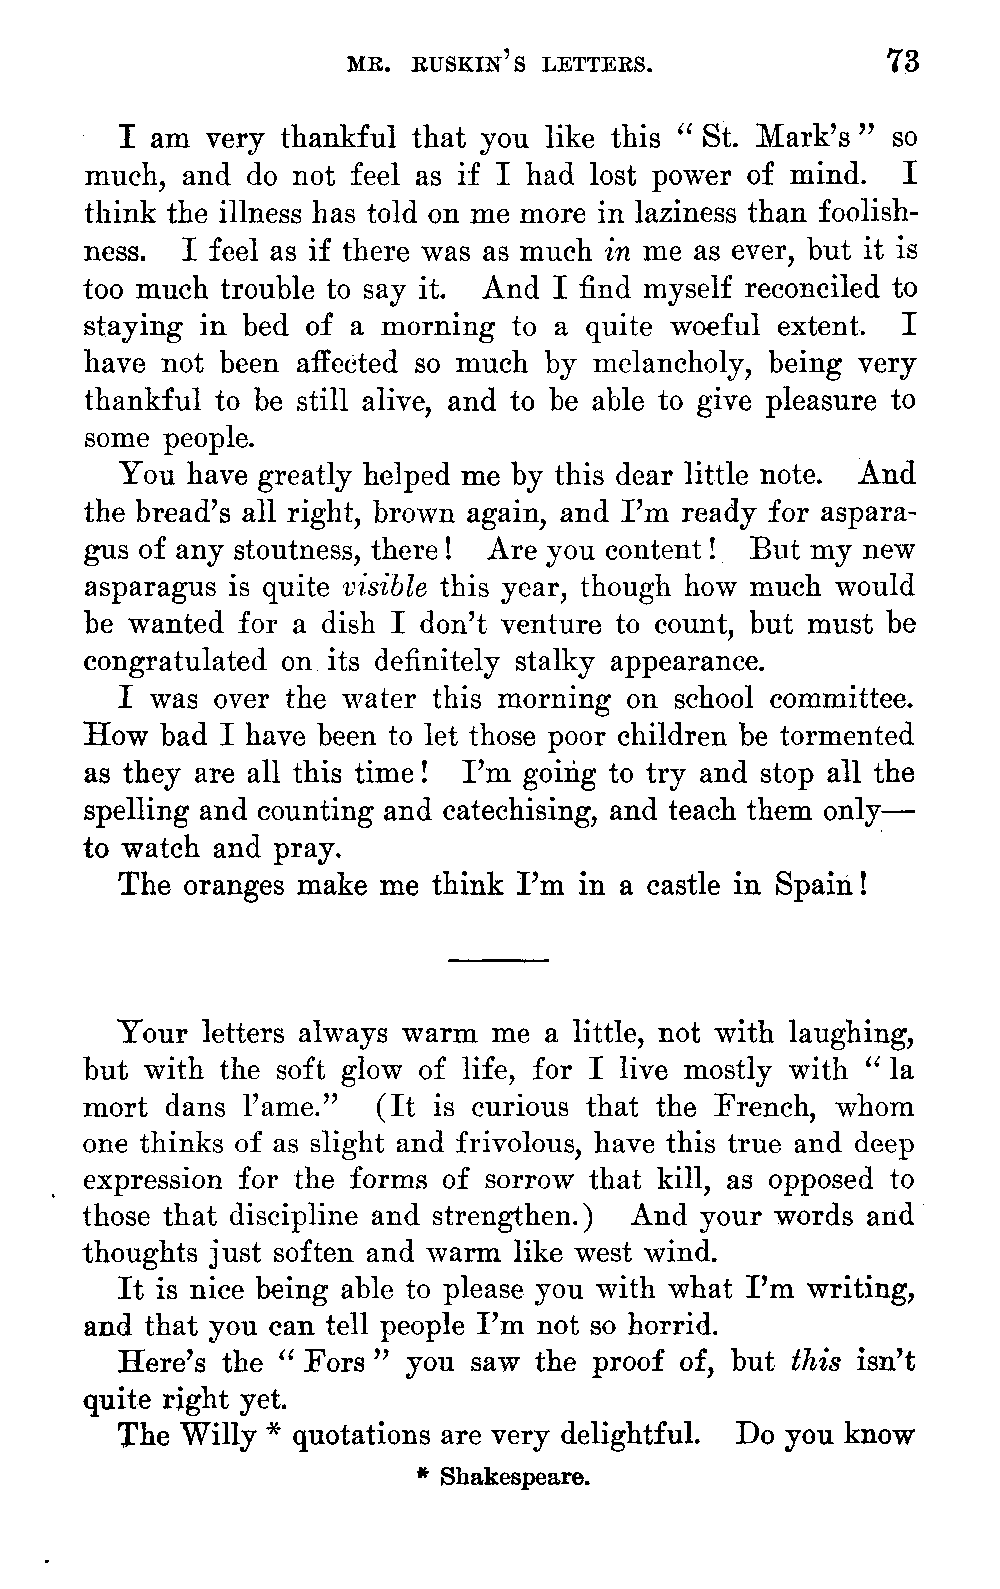 MR. RUSKIN'S LETTERS. 73
I am very thankful that you like this “ St. Mark's ” so
much, and do not feel as if I had lost power of mind. I
think the illness has told on me more in laziness than foolish-
ness. I feel as if there was as much in me as ever, but it is
too much trouble to say it. And I find myself reconciled to
staying in bed of a morning to a quite woeful extent. I
have not been affected so much by melancholy, being very
thankful to be still alive, and to be able to give pleasure to
some people.
You have greatly helped me by this dear little note. And
the bread's all right, brown again, and I'm ready for aspara-
gus of any stoutness, there! Are you content! But my new
asparagus is quite visible this year, though how much would
be wanted for a dish I don't venture to count, but must be
congratulated on its definitely stalky appearance.
I was over the water this morning on school committee.
How bad I have been to let those poor children be tormented
as they are all this time! I'm going to try and stop all the
spelling and counting and catechising, and teach them only—
to watch and pray.
The oranges make me think I'm in a castle in Spain!
Your letters always warm me a little, not with laughing,
but with the soft glow of life, for I live mostly with “ la
mort dans l'ame.” (It is curious that the French, whom
one thinks of as slight and frivolous, have this true and deep
expression for the forms of sorrow that kill, as opposed to
those that discipline and strengthen.) And your words and
thoughts just soften and warm like west wind.
It is nice being able to please you with what I'm writing,
and that you can tell people I'm not so horrid.
Here's the “ Fors ” you saw the proof of, but this isn't
quite right yet.
The Willy * quotations are very delightful. Do you know
* Shakespeare.